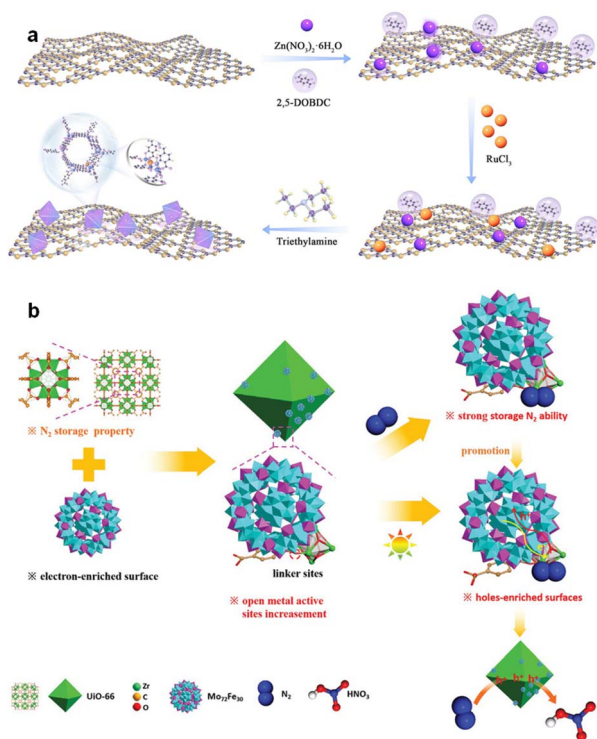 a
Zn(NO3)2·6H2O
2,5-DOBDC
RuCl3
Triethylamine
b
※ N2 storage property
※ electron-enriched surface
linker sites
※ open metal active
sites increasement
※ strong storage N2 ability
promotion
※ holes-enriched surfaces
h+ h+ h+
UiO-66
Zr
C
O
Mo72Fe30
N2
HNO3